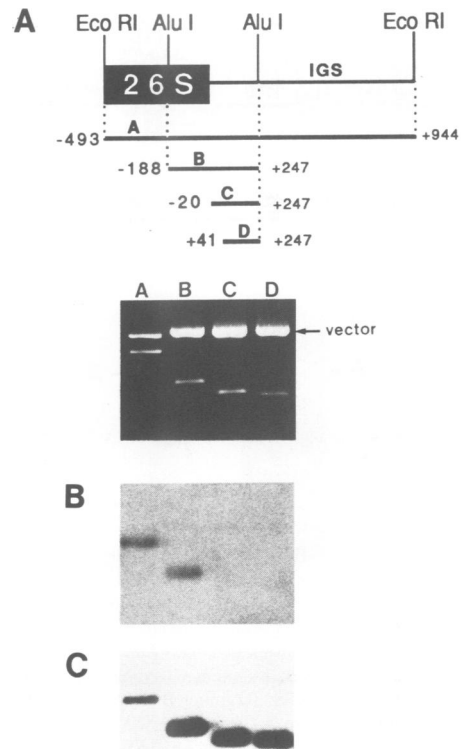 A
Eco RI Alu I Alu I Eco RI
26S IGS
-493 A +944
-188 B +247
-20 C +247
+41 D +247
A B C D
vector
B
C